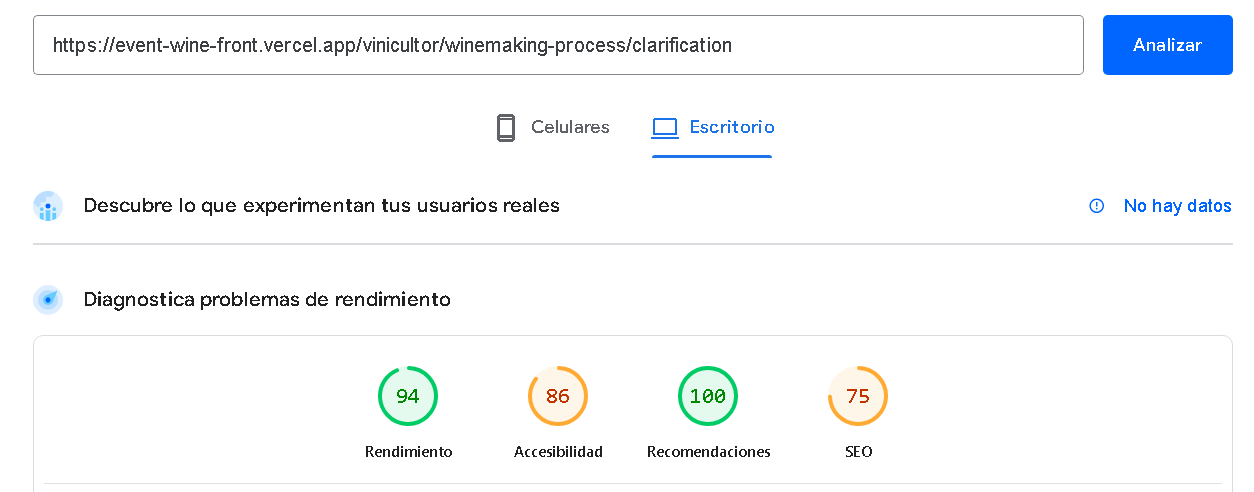 https://event-wine-front.vercel.app/vinicultor/winemaking-process/clarification
Analizar
Celulares
Escritorio
Descubre lo que experimentan tus usuarios reales
No hay datos
Diagnostica problemas de rendimiento
94
86
100
75
Rendimiento
Accesibilidad
Recomendaciones
SEO